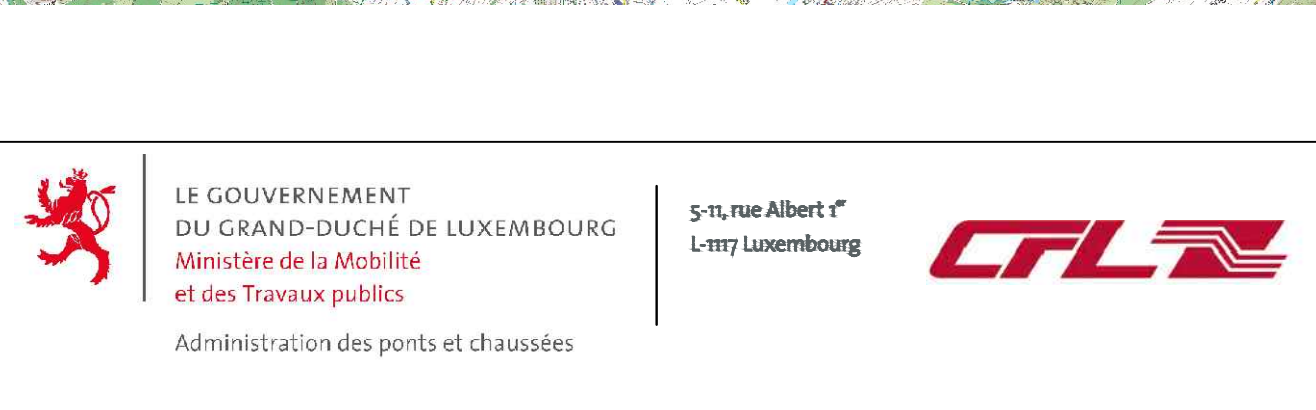 LE GOUVERNEMENT
DU GRAND-DUCHÉ DE LUXEMBOURG
Ministère de la Mobilité
et des Travaux publics
Administration des ponts et chaussées
5-11, rue Albert 1er
L-1117 Luxembourg
CFL